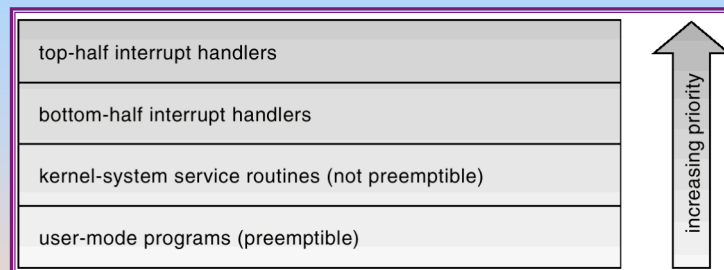 top-half interrupt handlers
bottom-half interrupt handlers
kernel-system service routines (not preemptible)
user-mode programs (preemptible)
increasing priority